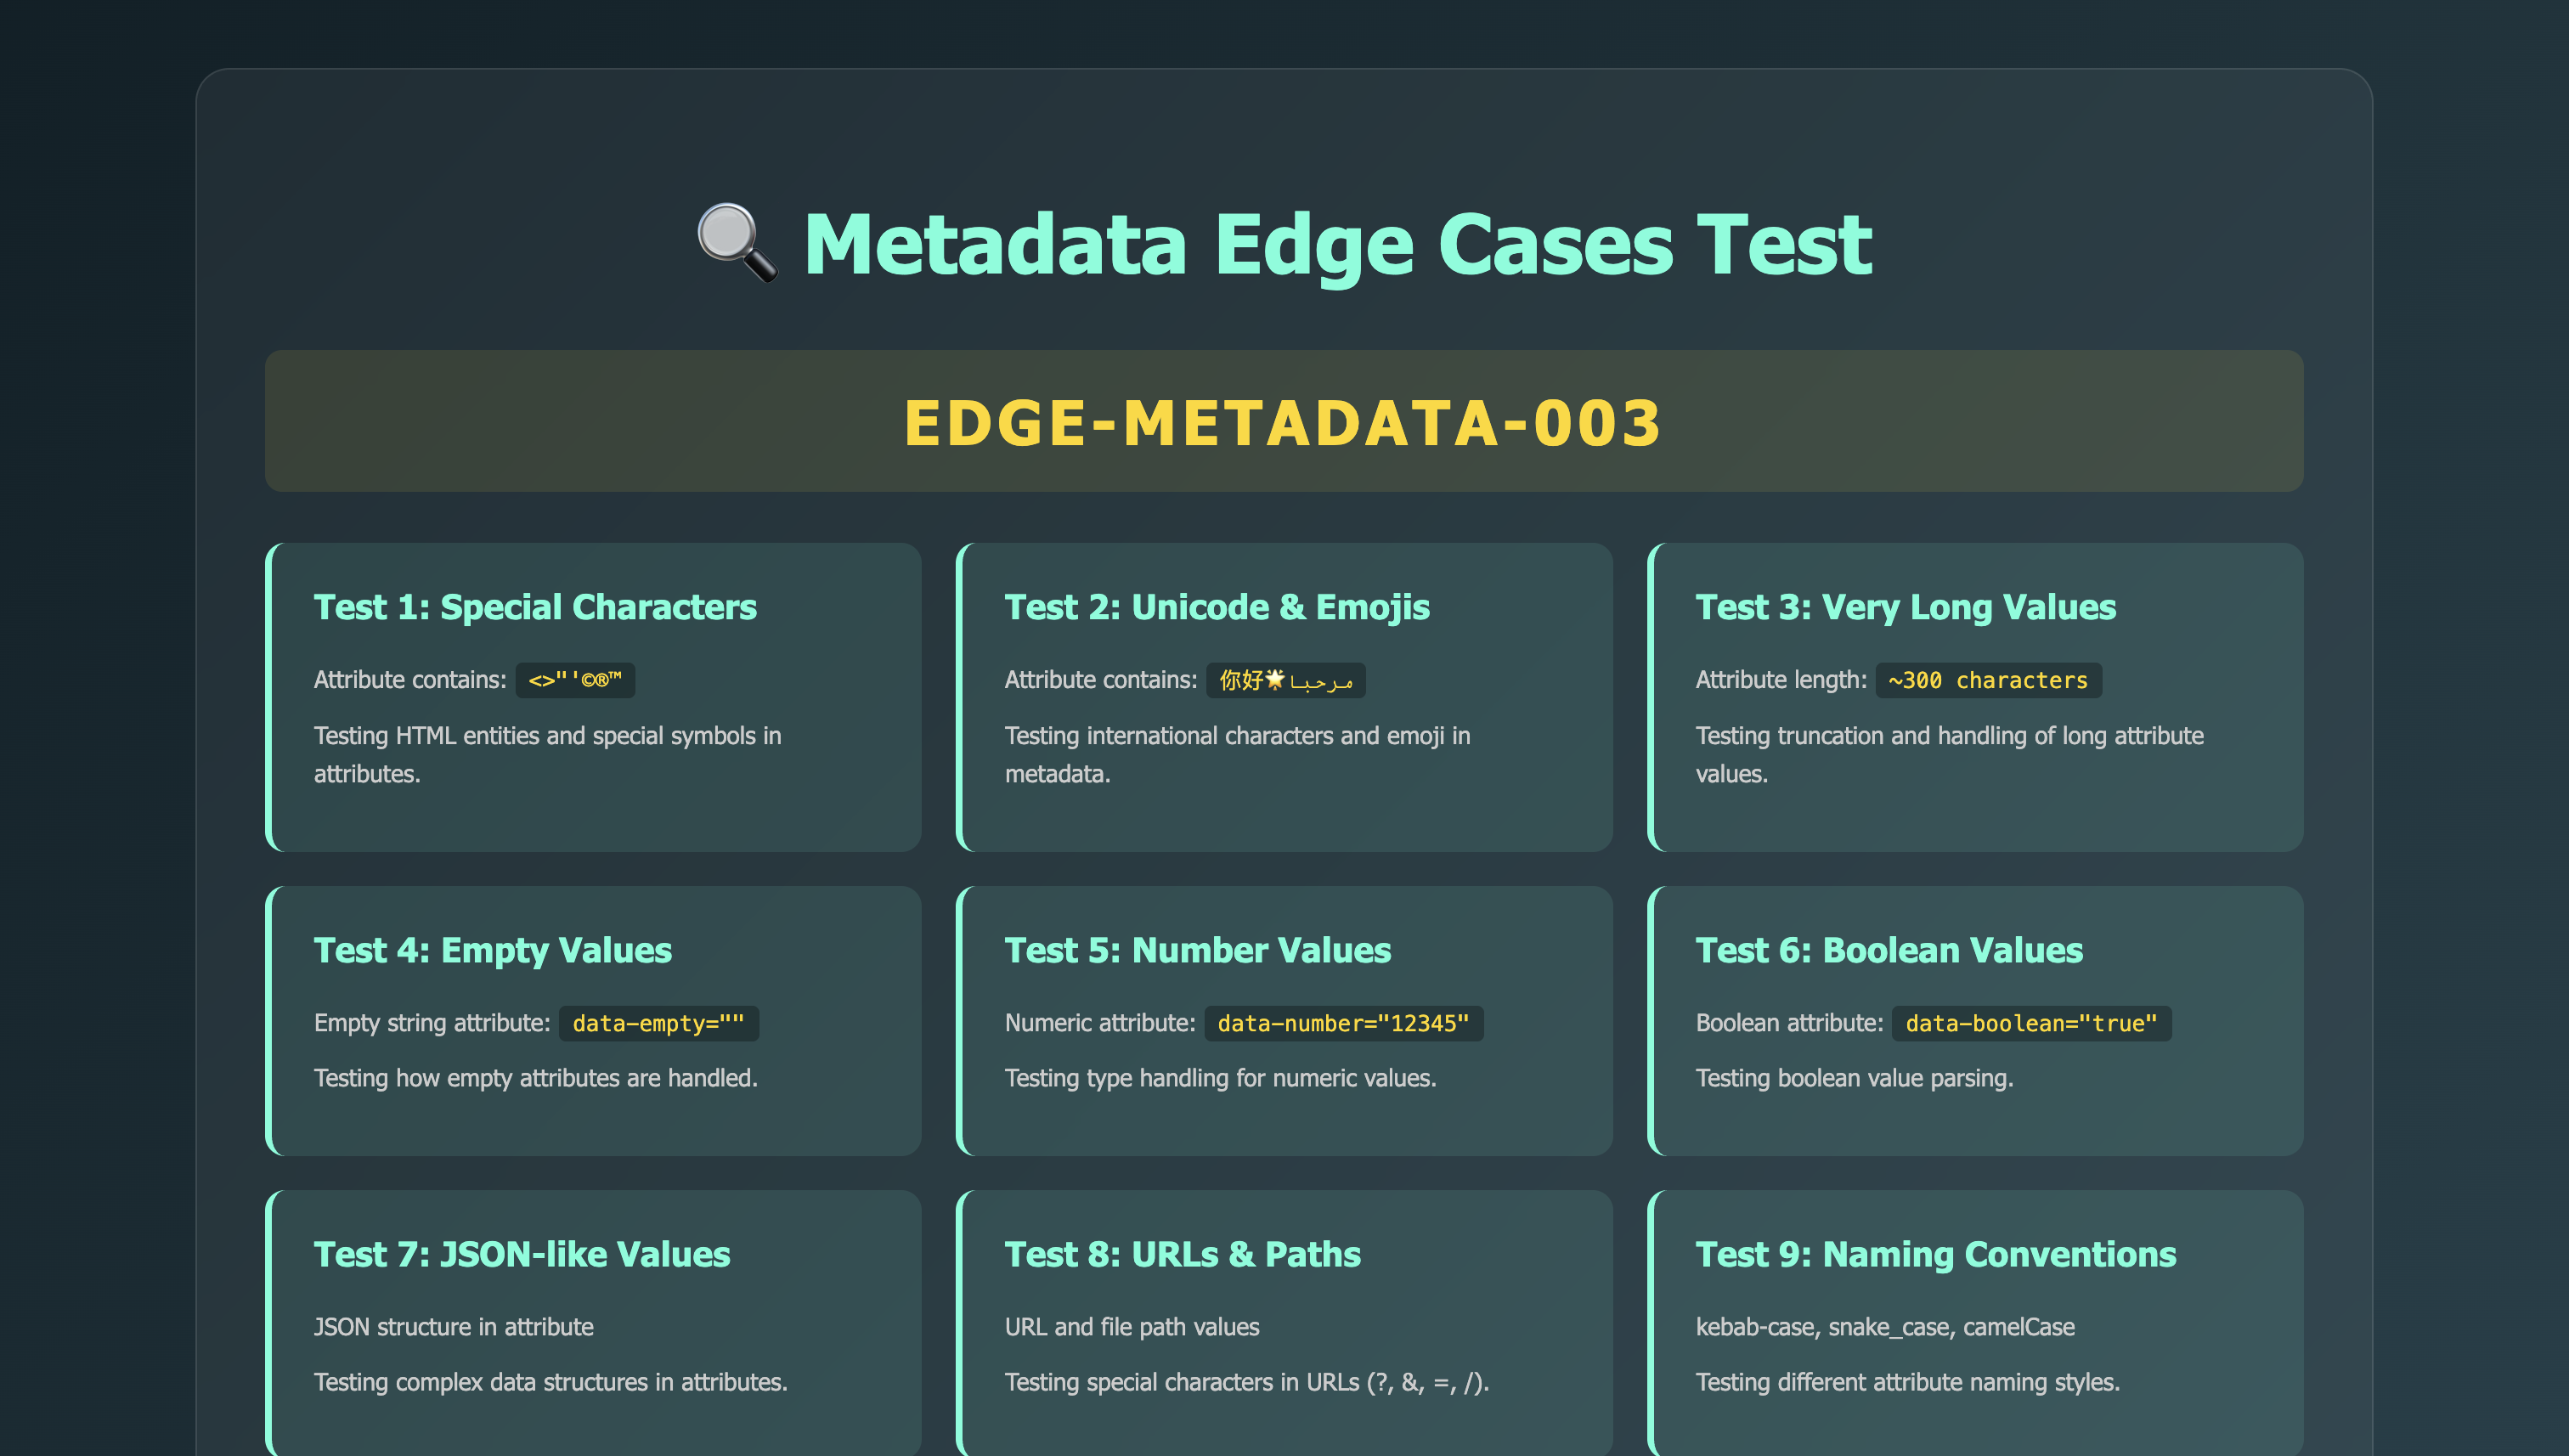 🔍 Metadata Edge Cases Test
EDGE-METADATA-003
Test 1: Special Characters
Attribute contains: <>"'©®™
Testing HTML entities and special symbols in
attributes.
Test 2: Unicode & Emojis
Attribute contains: 你好🌟مرحبا
Testing international characters and emoji in
metadata.
Test 3: Very Long Values
Attribute length: ~300 characters
Testing truncation and handling of long attribute
values.
Test 4: Empty Values
Empty string attribute: data-empty=""
Testing how empty attributes are handled.
Test 5: Number Values
Numeric attribute: data-number="12345"
Testing type handling for numeric values.
Test 6: Boolean Values
Boolean attribute: data-boolean="true"
Testing boolean value parsing.
Test 7: JSON-like Values
JSON structure in attribute
Testing complex data structures in attributes.
Test 8: URLs & Paths
URL and file path values
Testing special characters in URLs (?, &, =, /).
Test 9: Naming Conventions
kebab-case, snake_case, camelCase
Testing different attribute naming styles.